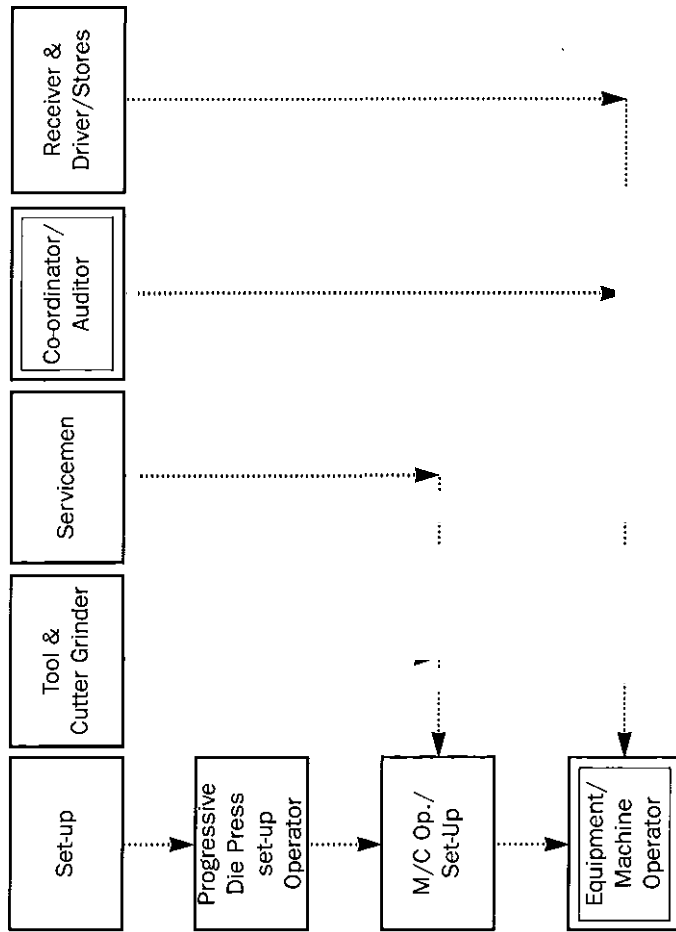 Set-up
Tool &
Cutter Grinder
Servicemen
Co-ordinator/
Auditor
Receiver &
Driver/Stores
Progressive
Die Press
set-up
Operator
M/C Op./
Set-Up
Equipment/
Machine
Operator